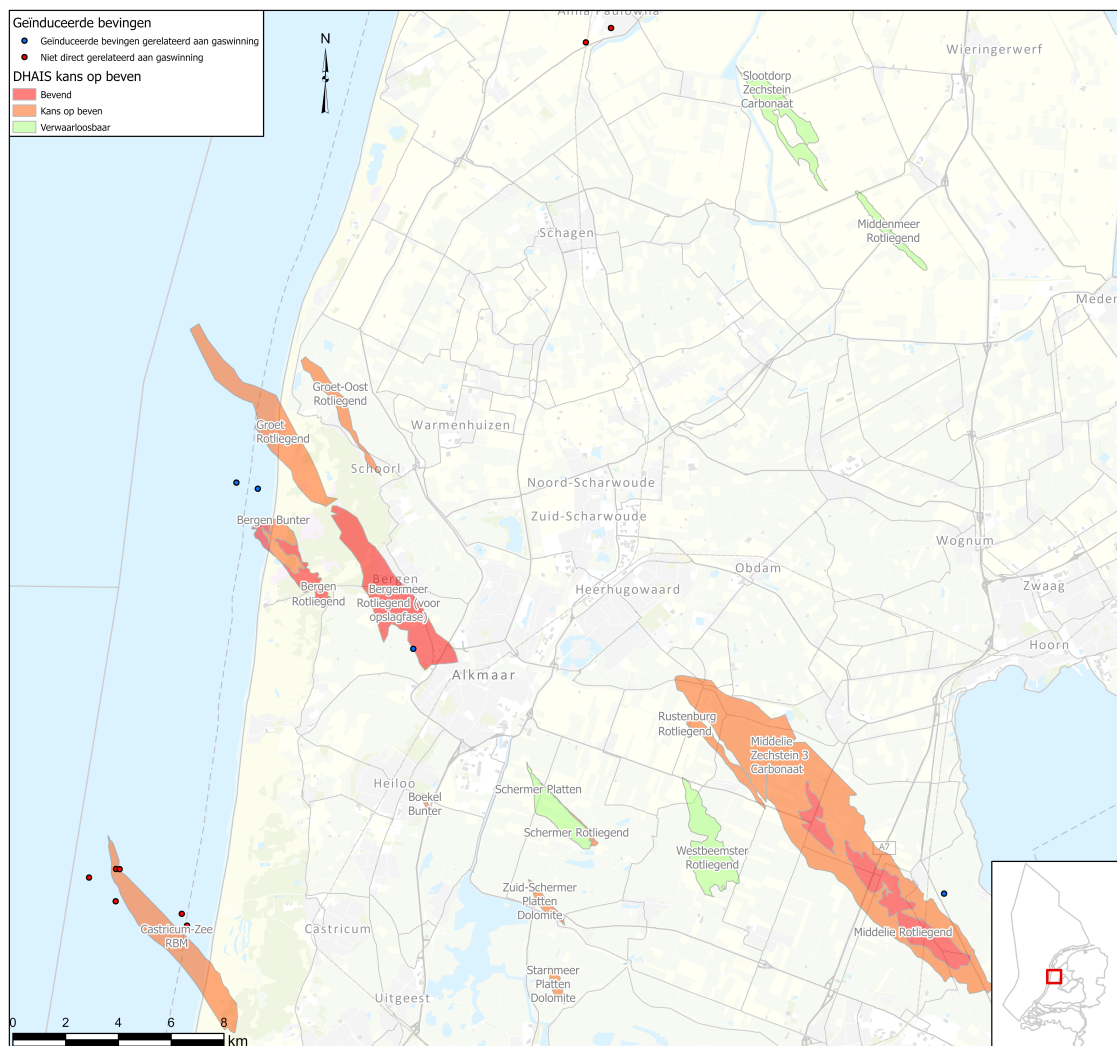 Geïnduceerde bevingen
Geïnduceerde bevingen gerelateerd aan gaswinning
Niet direct gerelateerd aan gaswinning
DHAIS kans op beven
Bevend
Kans op beven
Verwaarloosbaar
N
Anna Paulowna
Wieringerwerf
Slootdorp
Zechstein
Carbonaat
Middenmeer
Rotliegend
Schagen
Meden
Groet-Oost
Rotliegend
Groet
Rotliegend
Warmenhuizen
Schoorl
Noord-Scharwoude
Zuid-Scharwoude
Bergen Bunter
Wognum
Obdam
Bergen
Bergermeer
Rotliegend (voor
opslagfase)
Bergen
Rotliegend
Heerhugowaard
Zwaag
Hoorn
Alkmaar
Rustenburg
Rotliegend
Middelie
Zechstein 3
Carbonaat
Heiloo
Boekel
Bunter
Schermer Platten
Schermer Rotliegend
Westbeemster
Rotliegend
A7
Zuid-Schermer
Platten
Dolomite
Castricum-Zee
RBM
Castricum
Middelie Rotliegend
Starnmeer
Platten
Dolomite
Uitgeest
0 2 4 6 8
km